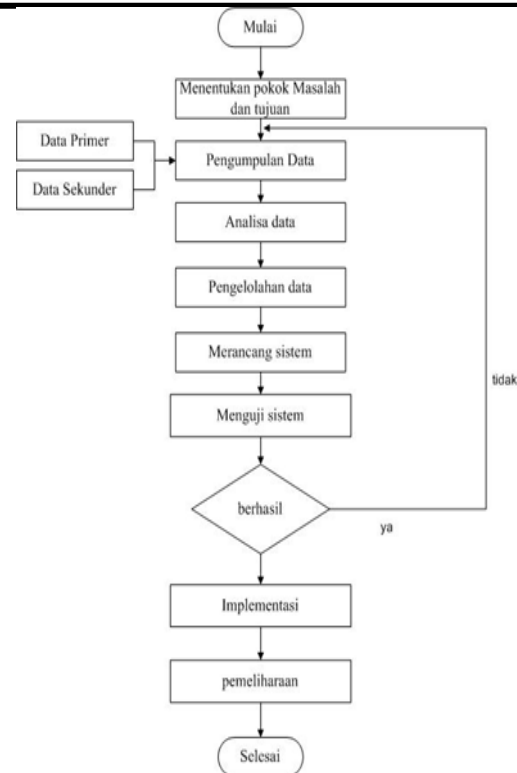 Mulai
Menentukan pokok Masalah
dan tujuan
Data Primer
Pengumpulan Data
Data Sekunder
Analisa data
Pengelolahan data
Merancang sistem
tidak
Menguji sistem
berhasil
ya
Implementasi
pemeliharaan
Selesai